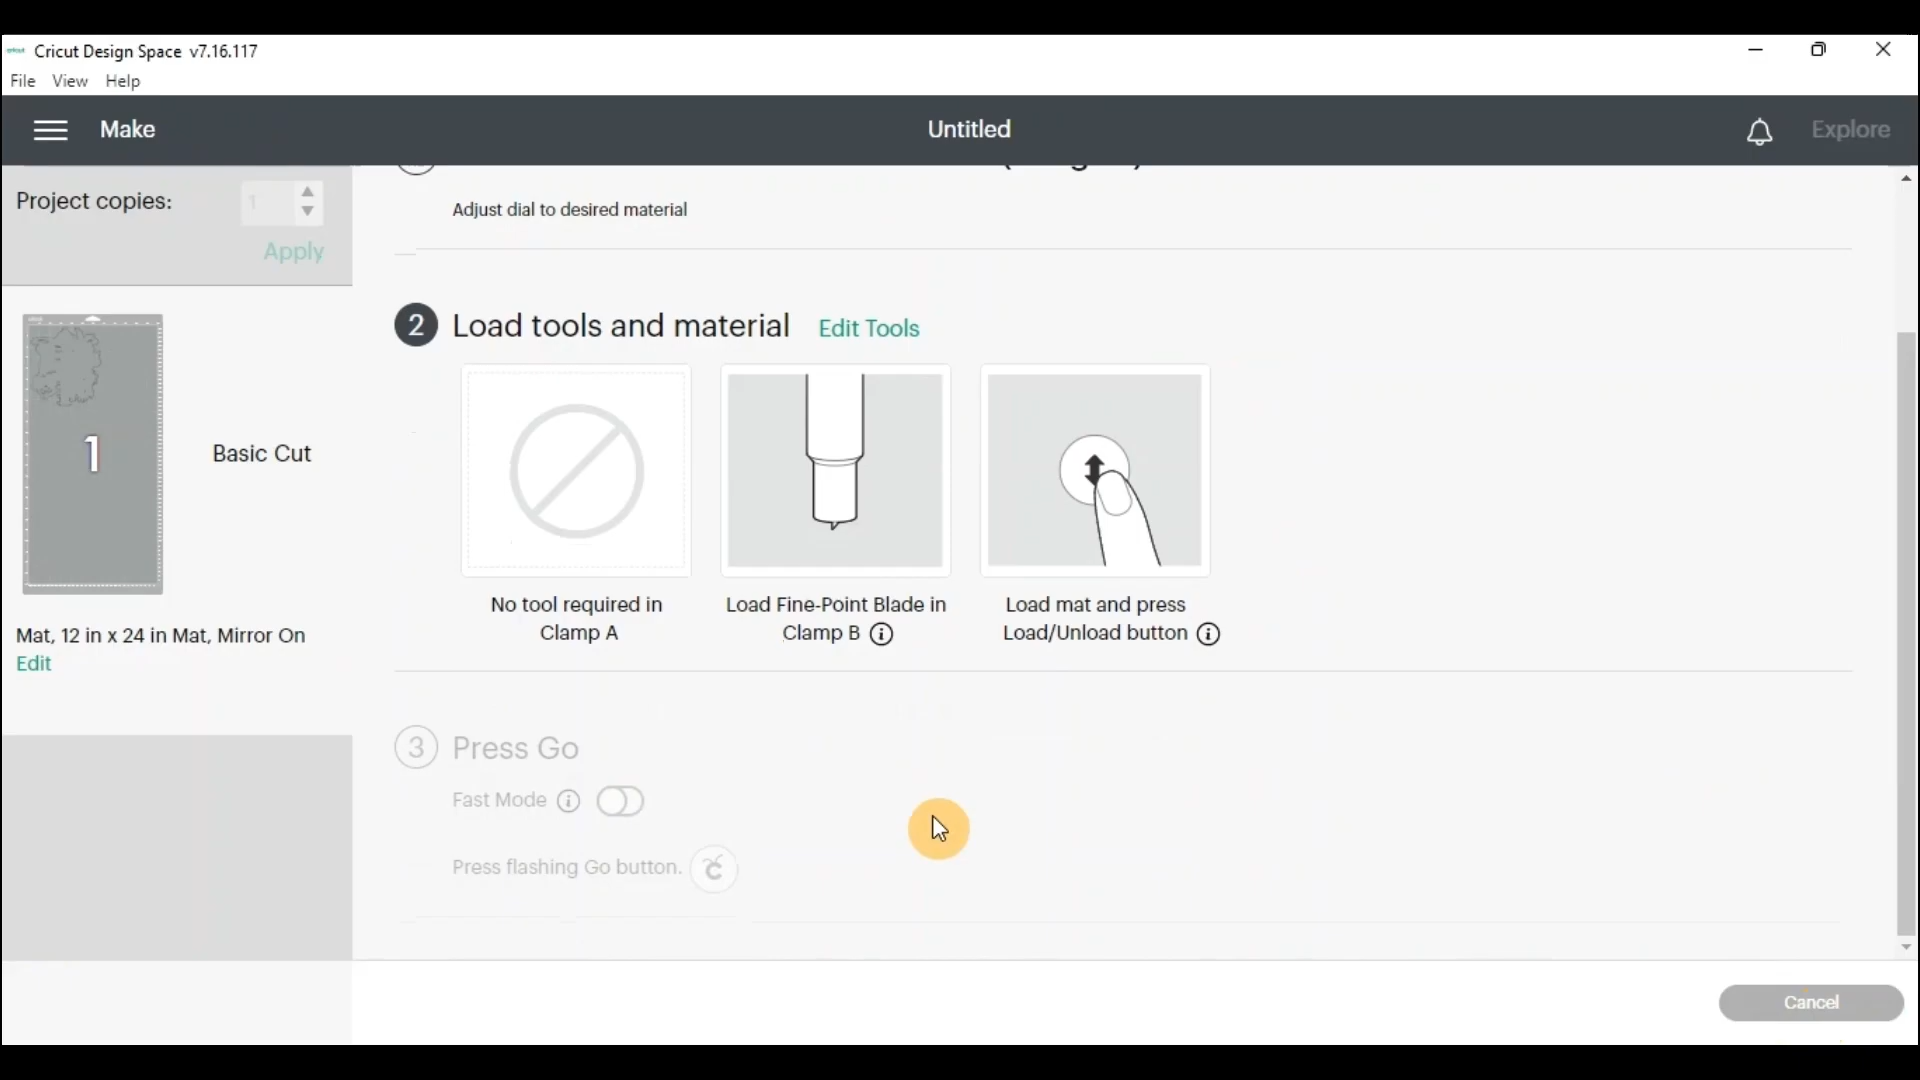 Cricut Design Space v7.16.117
File View Help
Make
Untitled
Explore
Project copies: 1
Apply
Adjust dial to desired material
2 Load tools and material Edit Tools
1
Basic Cut
No tool required in
Clamp A
Load Fine-Point Blade in
Clamp B
Load mat and press
Load/Unload button
Mat, 12 in x 24 in Mat, Mirror On
Edit
3 Press Go
Fast Mode
Press flashing Go button.
Cancel